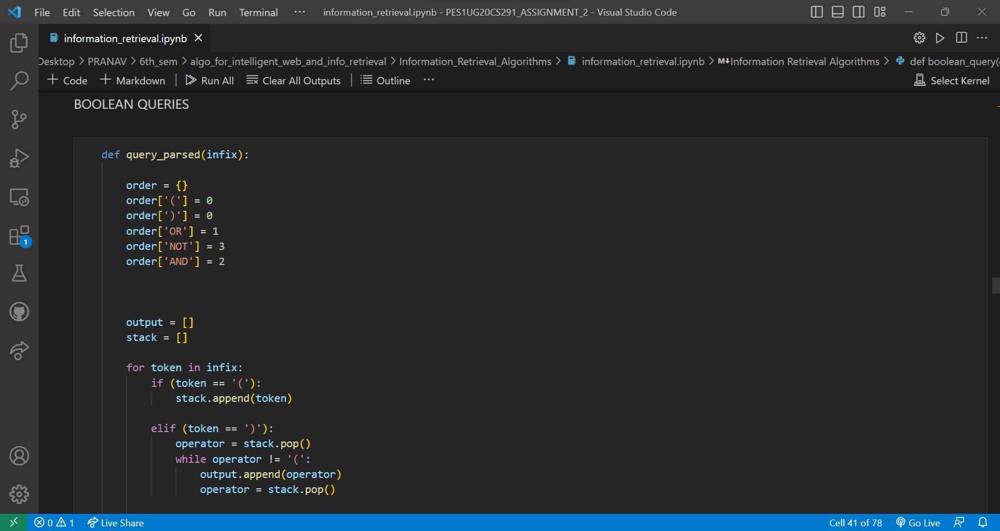 File Edit Selection View Go Run Terminal ··· information_retrieval.ipynb - PES1UG20CS291_ASSIGNMENT_2 - Visual Studio Code
information_retrieval.ipynb
Desktop > PRANAV > 6th_sem > algo_for_intelligent_web_and_info_retrieval > Information_Retrieval_Algorithms > information_retrieval.ipynb > M↓Information Retrieval Algorithms > def boolean_query(
+ Code + Markdown | Run All Clear All Outputs | Outline ··· Select Kernel
BOOLEAN QUERIES
def query_parsed(infix):
order = {}
order['('] = 0
order[')'] = 0
order['OR'] = 1
order['NOT'] = 3
order['AND'] = 2
output = []
stack = []
for token in infix:
if (token == '('):
stack.append(token)
elif (token == ')'):
operator = stack.pop()
while operator != '(':
output.append(operator)
operator = stack.pop()
1
0 1 Live Share Cell 41 of 78 Go Live